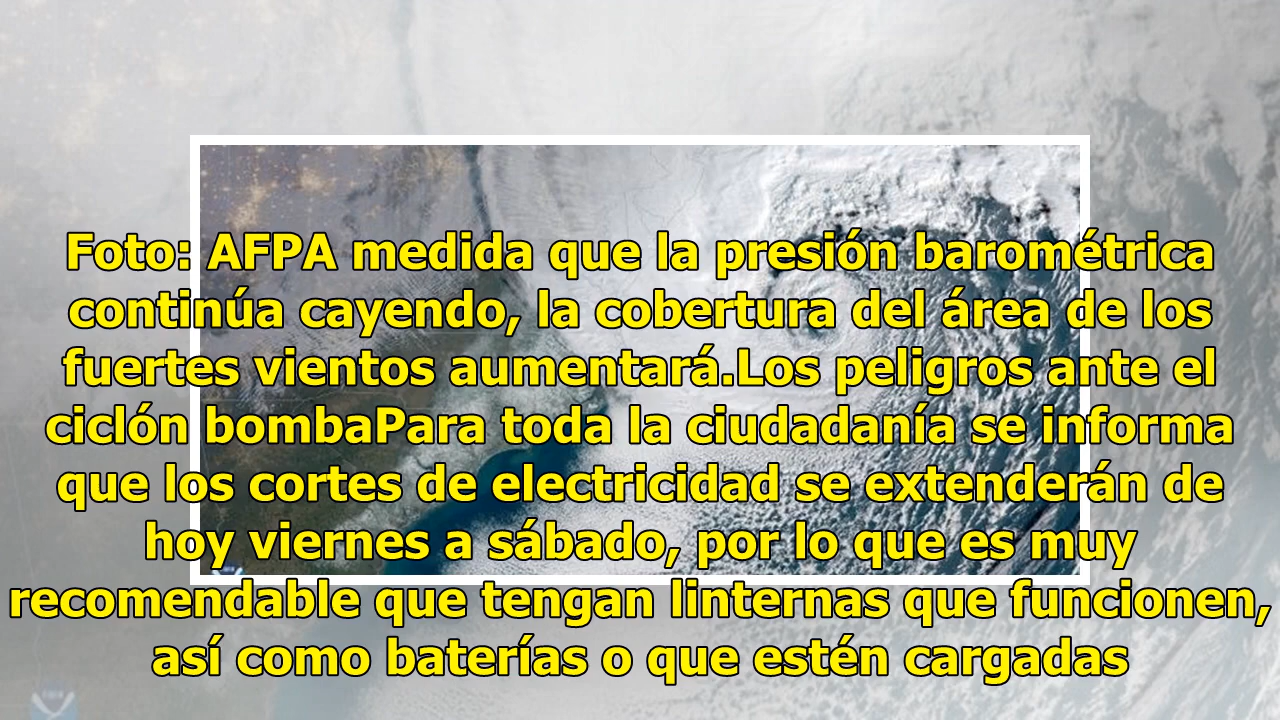 Foto: AFPA medida que la presión barométrica
continúa cayendo, la cobertura del área de los
fuertes vientos aumentará.Los peligros ante el
ciclón bombaPara toda la ciudadanía se informa
que los cortes de electricidad se extenderán de
hoy viernes a sábado, por lo que es muy
recomendable que tengan linternas que funcionen,
así como baterías o que estén cargadas